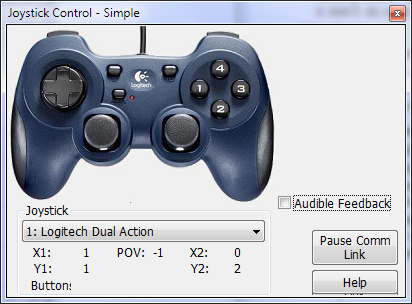 Joystick Control - Simple
Logitech
4
1
3
2
Audible Feedback
Joystick
1: Logitech Dual Action
X1: 1 POV: -1 X2: 0
Y1: 1 Y2: 2
Buttons
Pause Comm
Link
Help